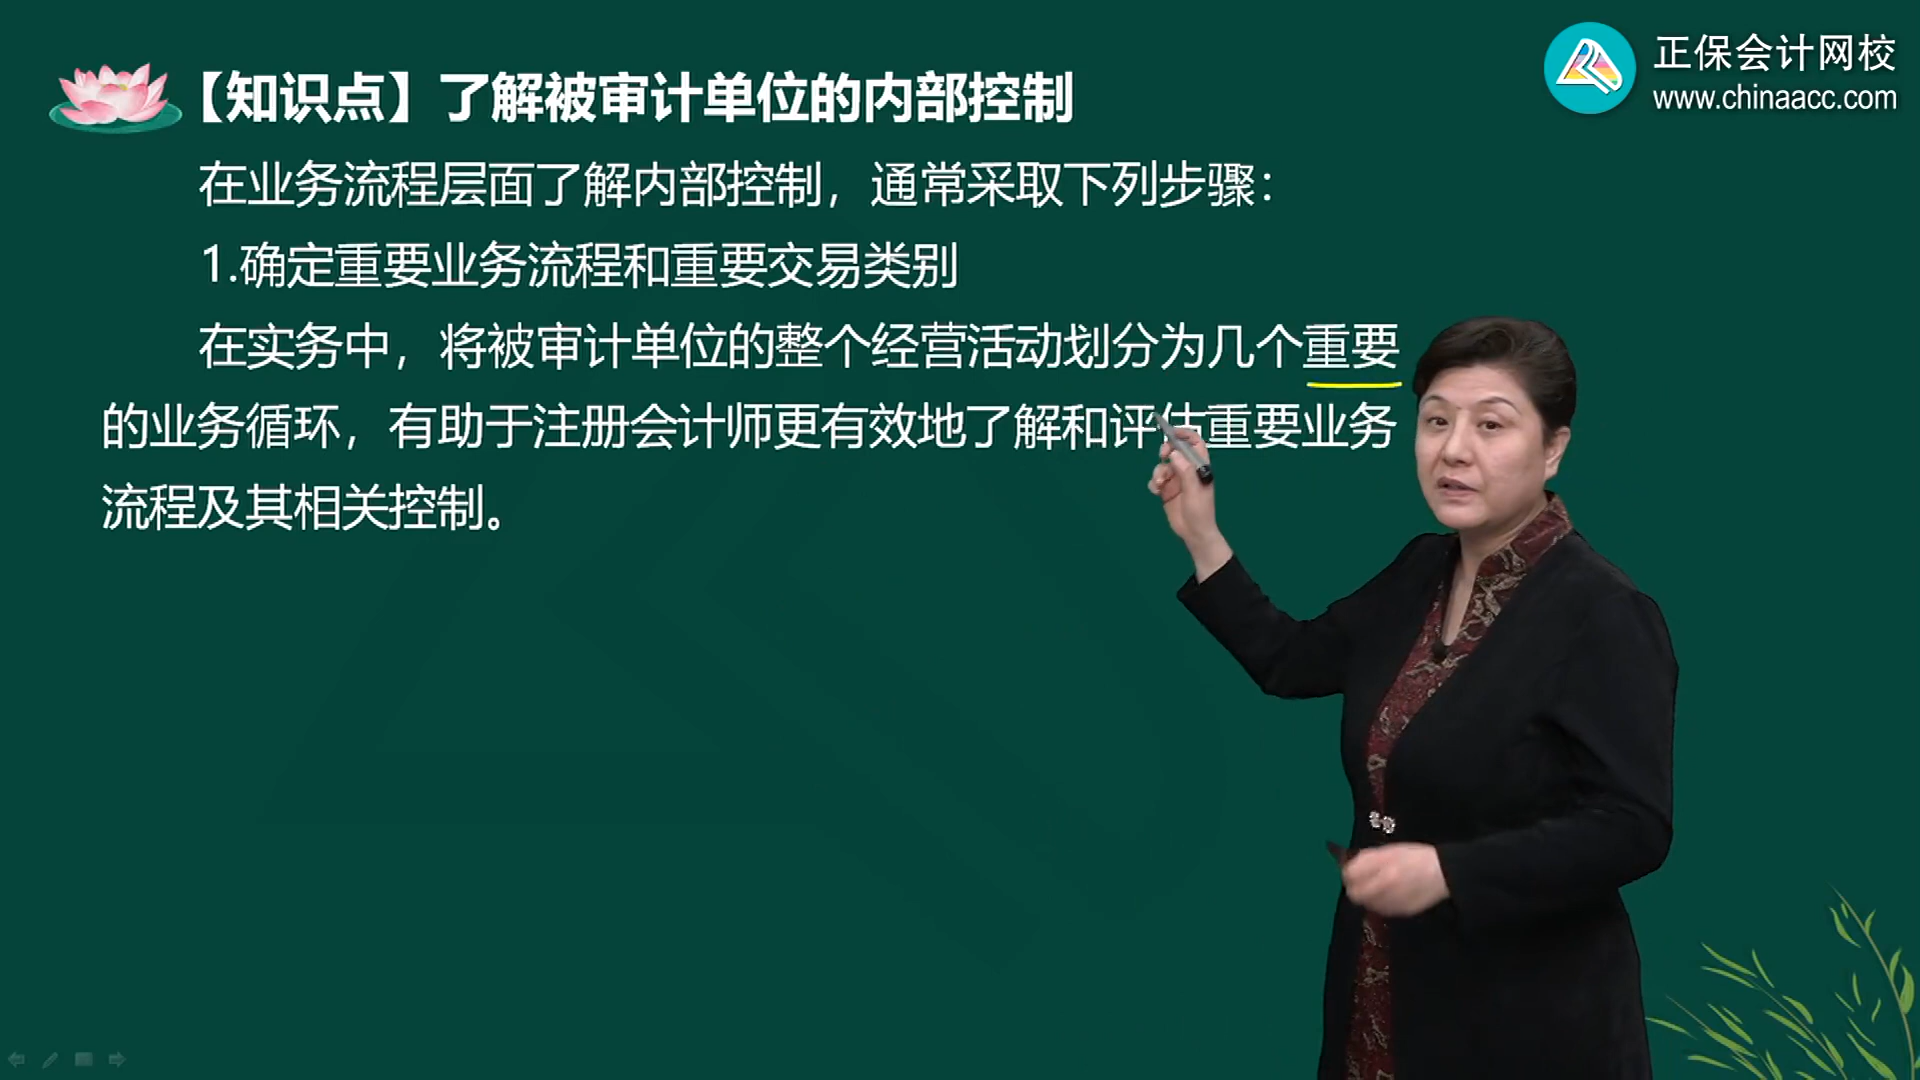 正保会计网校
www.chinaacc.com
【知识点】了解被审计单位的内部控制
在业务流程层面了解内部控制，通常采取下列步骤：
1.确定重要业务流程和重要交易类别
在实务中，将被审计单位的整个经营活动划分为几个重要
的业务循环，有助于注册会计师更有效地了解和评估重要业务
流程及其相关控制。